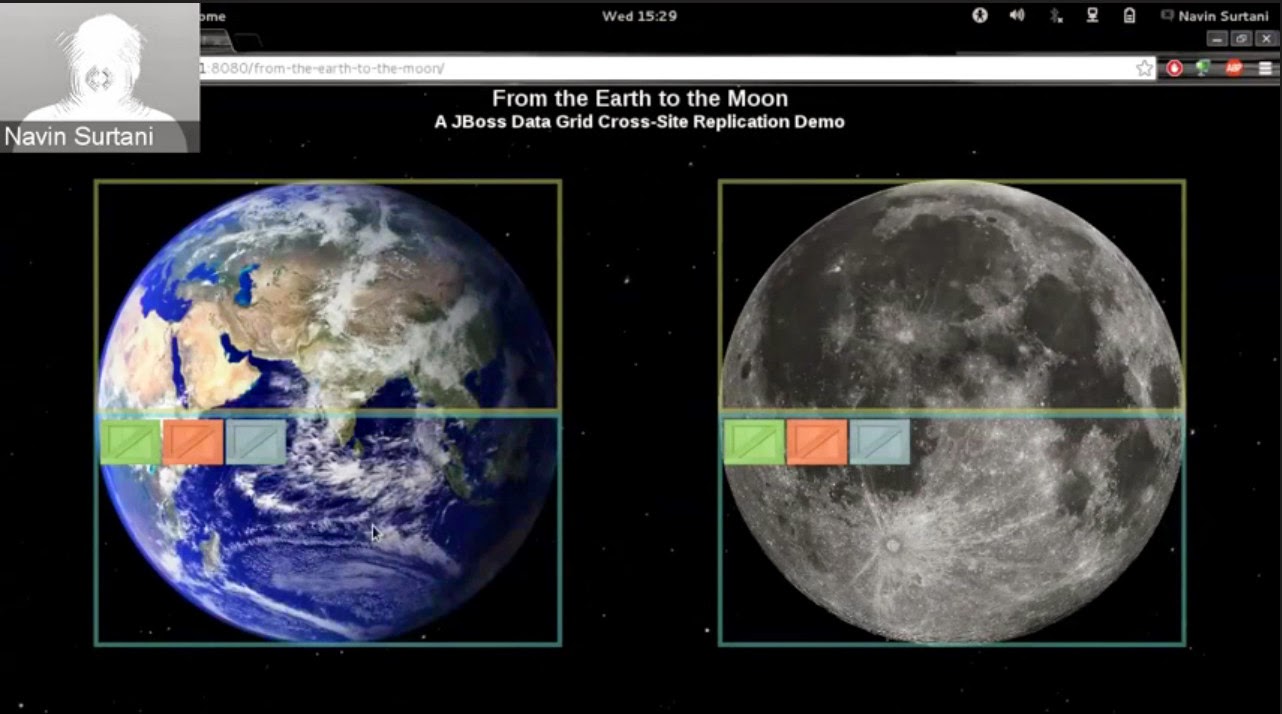 ome
Wed 15:29
Navin Surtani
1:8080/from-the-earth-to-the-moon/
ABP
Navin Surtani
From the Earth to the Moon
A JBoss Data Grid Cross-Site Replication Demo